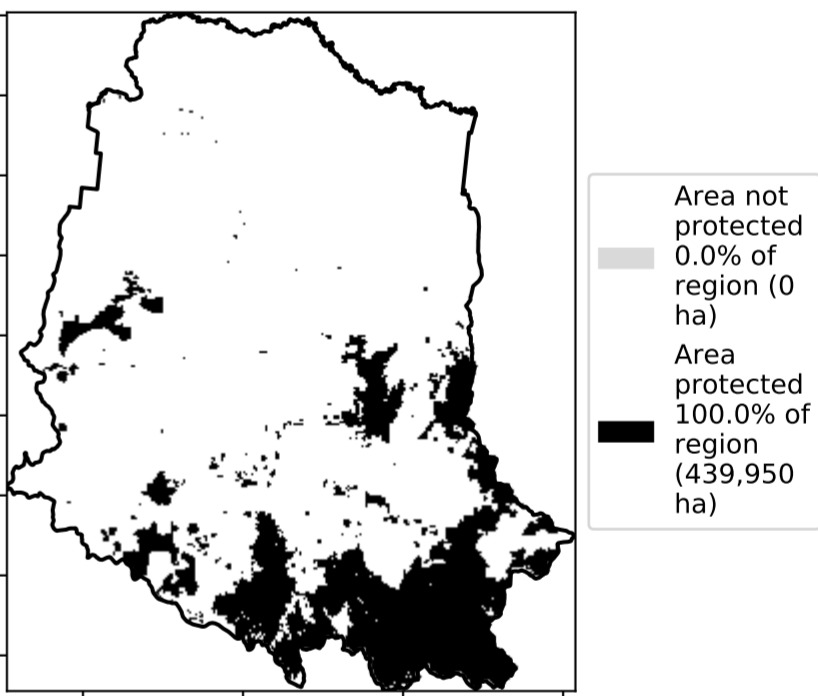 Area not
protected
0.0% of
region (0
ha)
Area
protected
100.0% of
region
(439,950
ha)